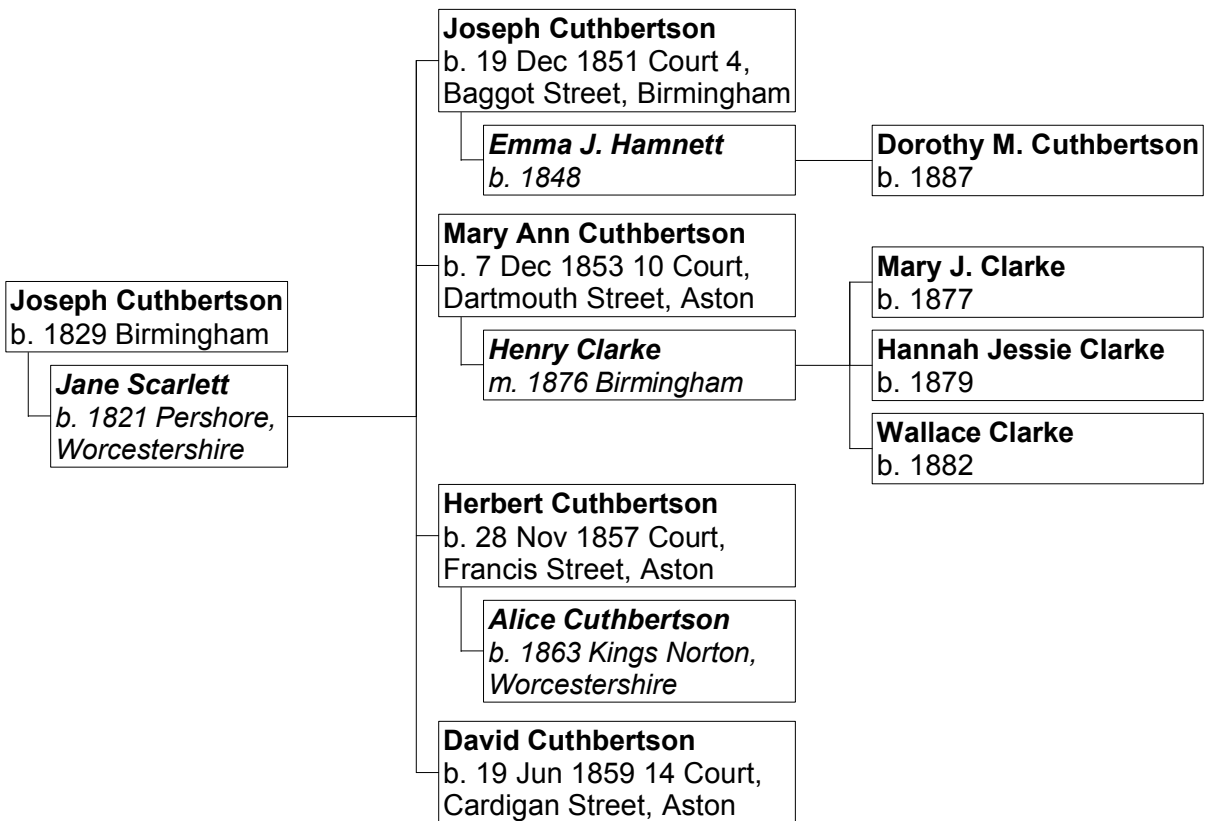 Joseph Cuthbertson
b. 1829 Birmingham
Jane Scarlett
b. 1821 Pershore,
Worcestershire
Joseph Cuthbertson
b. 19 Dec 1851 Court 4,
Baggot Street, Birmingham
Emma J. Hamnett
b. 1848
Dorothy M. Cuthbertson
b. 1887
Mary Ann Cuthbertson
b. 7 Dec 1853 10 Court,
Dartmouth Street, Aston
Henry Clarke
m. 1876 Birmingham
Mary J. Clarke
b. 1877
Hannah Jessie Clarke
b. 1879
Wallace Clarke
b. 1882
Herbert Cuthbertson
b. 28 Nov 1857 Court,
Francis Street, Aston
Alice Cuthbertson
b. 1863 Kings Norton,
Worcestershire
David Cuthbertson
b. 19 Jun 1859 14 Court,
Cardigan Street, Aston